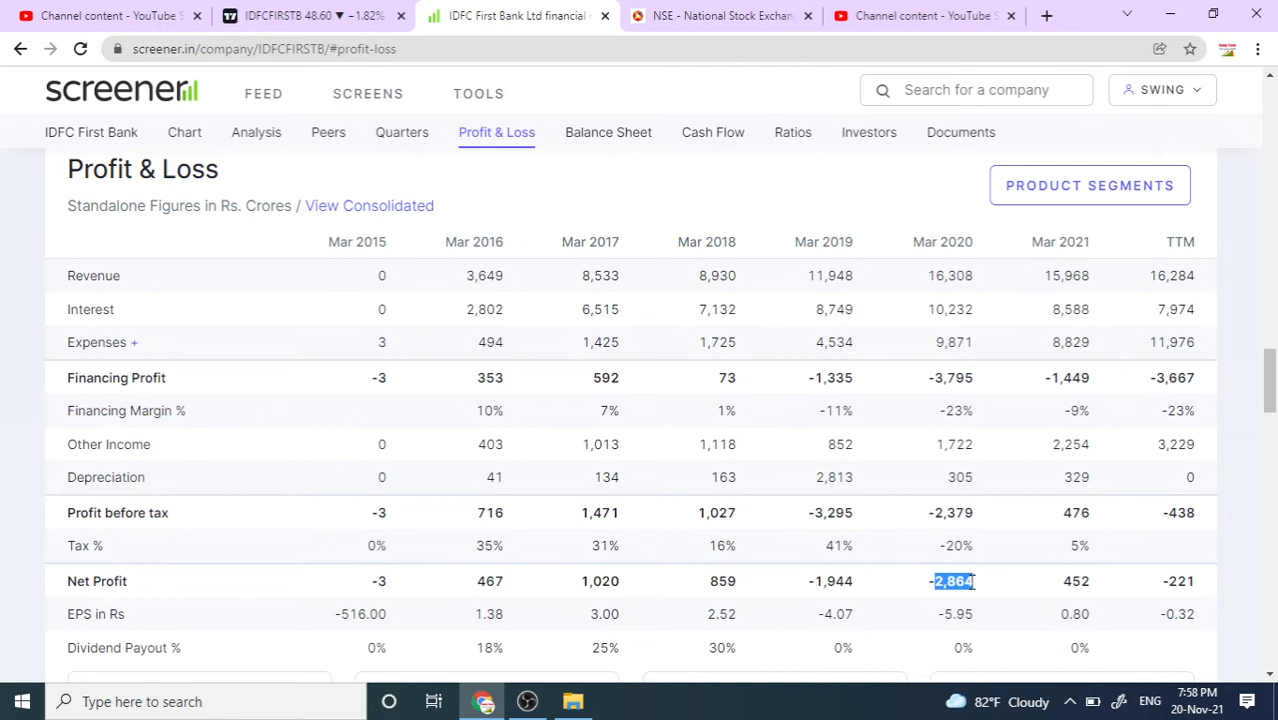 Channel content - YouTube S
IDFCFIRSTB 48.60 ▼ −1.82%
IDFC First Bank Ltd financial r
NSE - National Stock Exchan
Channel content - YouTube S
screener.in/company/IDFCFIRSTB/#profit-loss
screener
FEED
SCREENS
TOOLS
Search for a company
SWING
IDFC First Bank
Chart
Analysis
Peers
Quarters
Profit & Loss
Balance Sheet
Cash Flow
Ratios
Investors
Documents
Profit & Loss
PRODUCT SEGMENTS
Standalone Figures in Rs. Crores / View Consolidated
Mar 2015 Mar 2016 Mar 2017 Mar 2018 Mar 2019 Mar 2020 Mar 2021 TTM
Revenue 0 3,649 8,533 8,930 11,948 16,308 15,968 16,284
Interest 0 2,802 6,515 7,132 8,749 10,232 8,588 7,974
Expenses + 3 494 1,425 1,725 4,534 9,871 8,829 11,976
Financing Profit -3 353 592 73 -1,335 -3,795 -1,449 -3,667
Financing Margin % 10% 7% 1% -11% -23% -9% -23%
Other Income 0 403 1,013 1,118 852 1,722 2,254 3,229
Depreciation 0 41 134 163 2,813 305 329 0
Profit before tax -3 716 1,471 1,027 -3,295 -2,379 476 -438
Tax % 0% 35% 31% 16% 41% -20% 5%
Net Profit -3 467 1,020 859 -1,944 -2,864 452 -221
EPS in Rs -516.00 1.38 3.00 2.52 -4.07 -5.95 0.80 -0.32
Dividend Payout % 0% 18% 25% 30% 0% 0% 0%
Type here to search
82°F Cloudy
ENG
7:58 PM
20-Nov-21